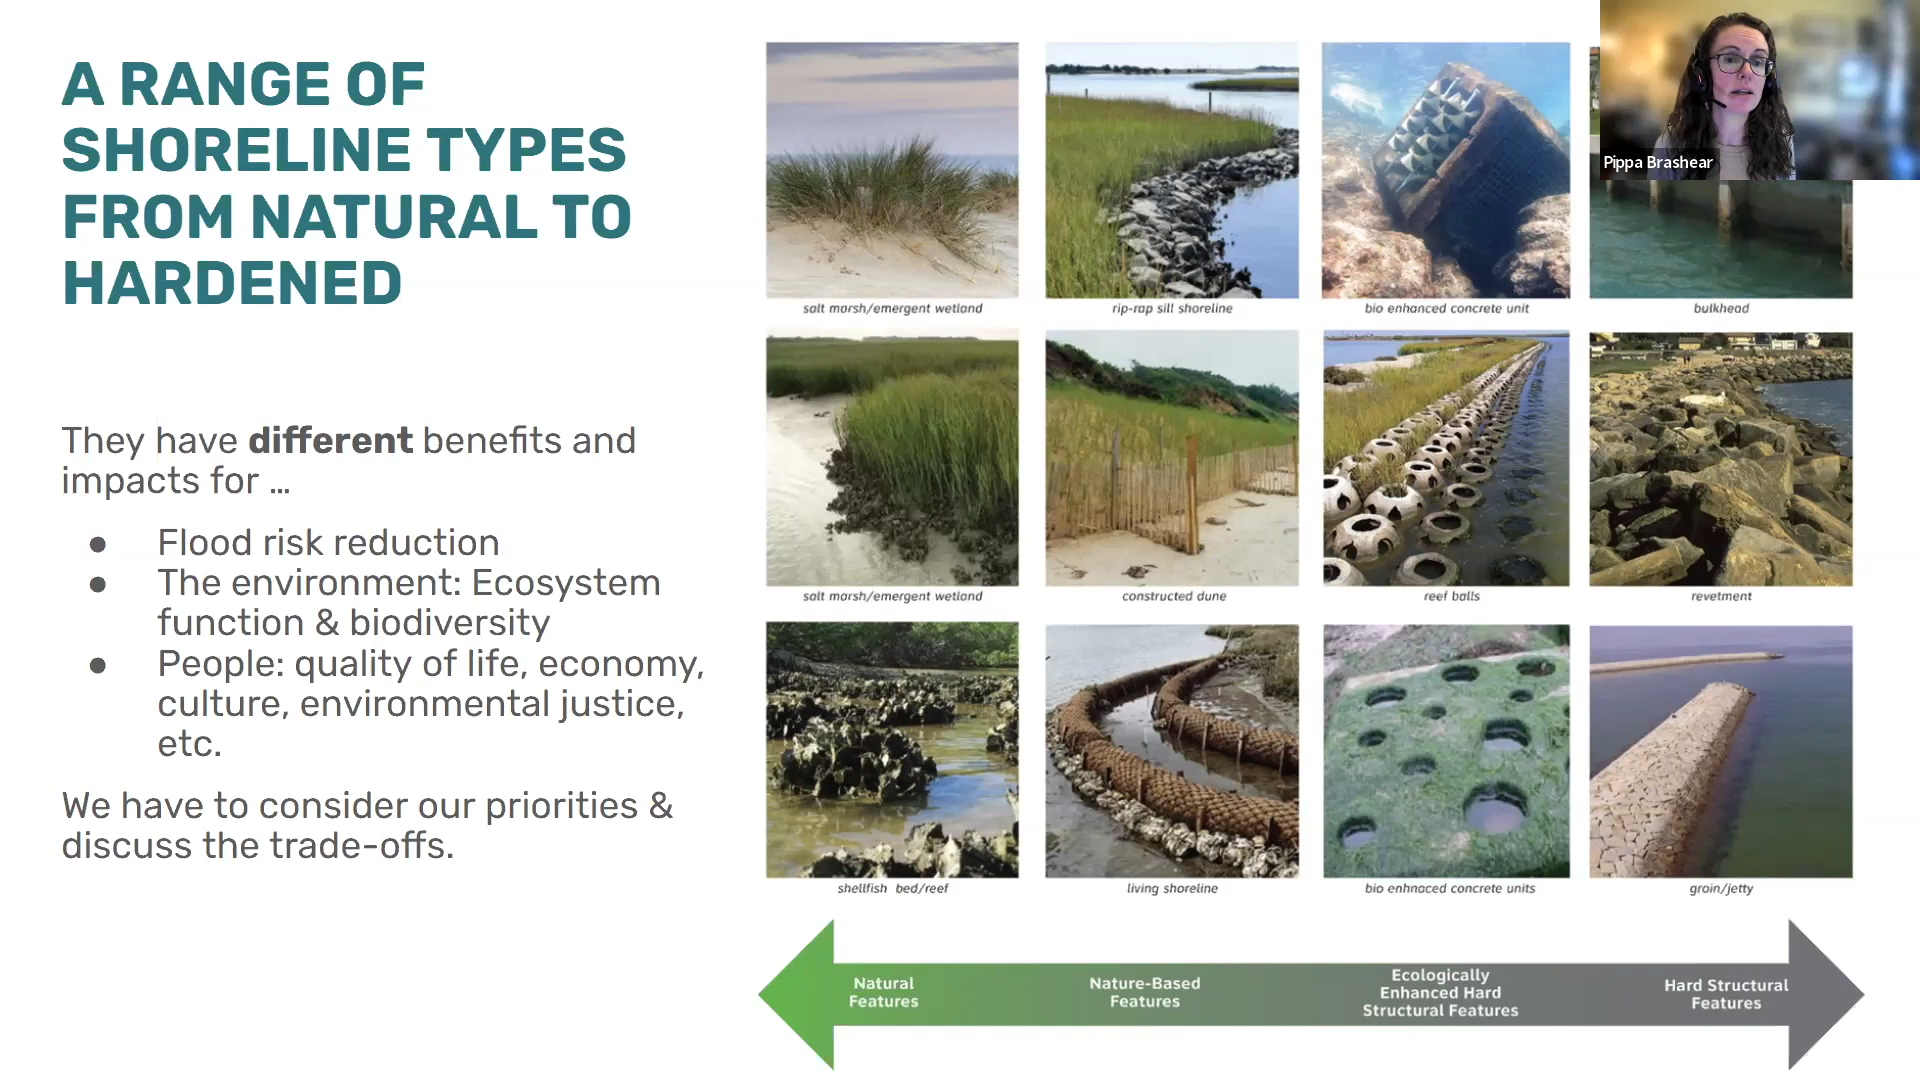 A RANGE OF
SHORELINE TYPES
FROM NATURAL TO
HARDENED
They have different benefits and
impacts for ...
● Flood risk reduction
● The environment: Ecosystem
function & biodiversity
● People: quality of life, economy,
culture, environmental justice,
etc.
We have to consider our priorities &
discuss the trade-offs.
Pippa Brashear
salt marsh/emergent wetland
rip-rap sill shoreline
bio enhanced concrete unit
bulkhead
salt marsh/emergent wetland
constructed dune
reef balls
revetment
shellfish bed/reef
living shoreline
bio enhnaced concrete units
groin/jetty
Natural
Features
Nature-Based
Features
Ecologically
Enhanced Hard
Structural Features
Hard Structural
Features